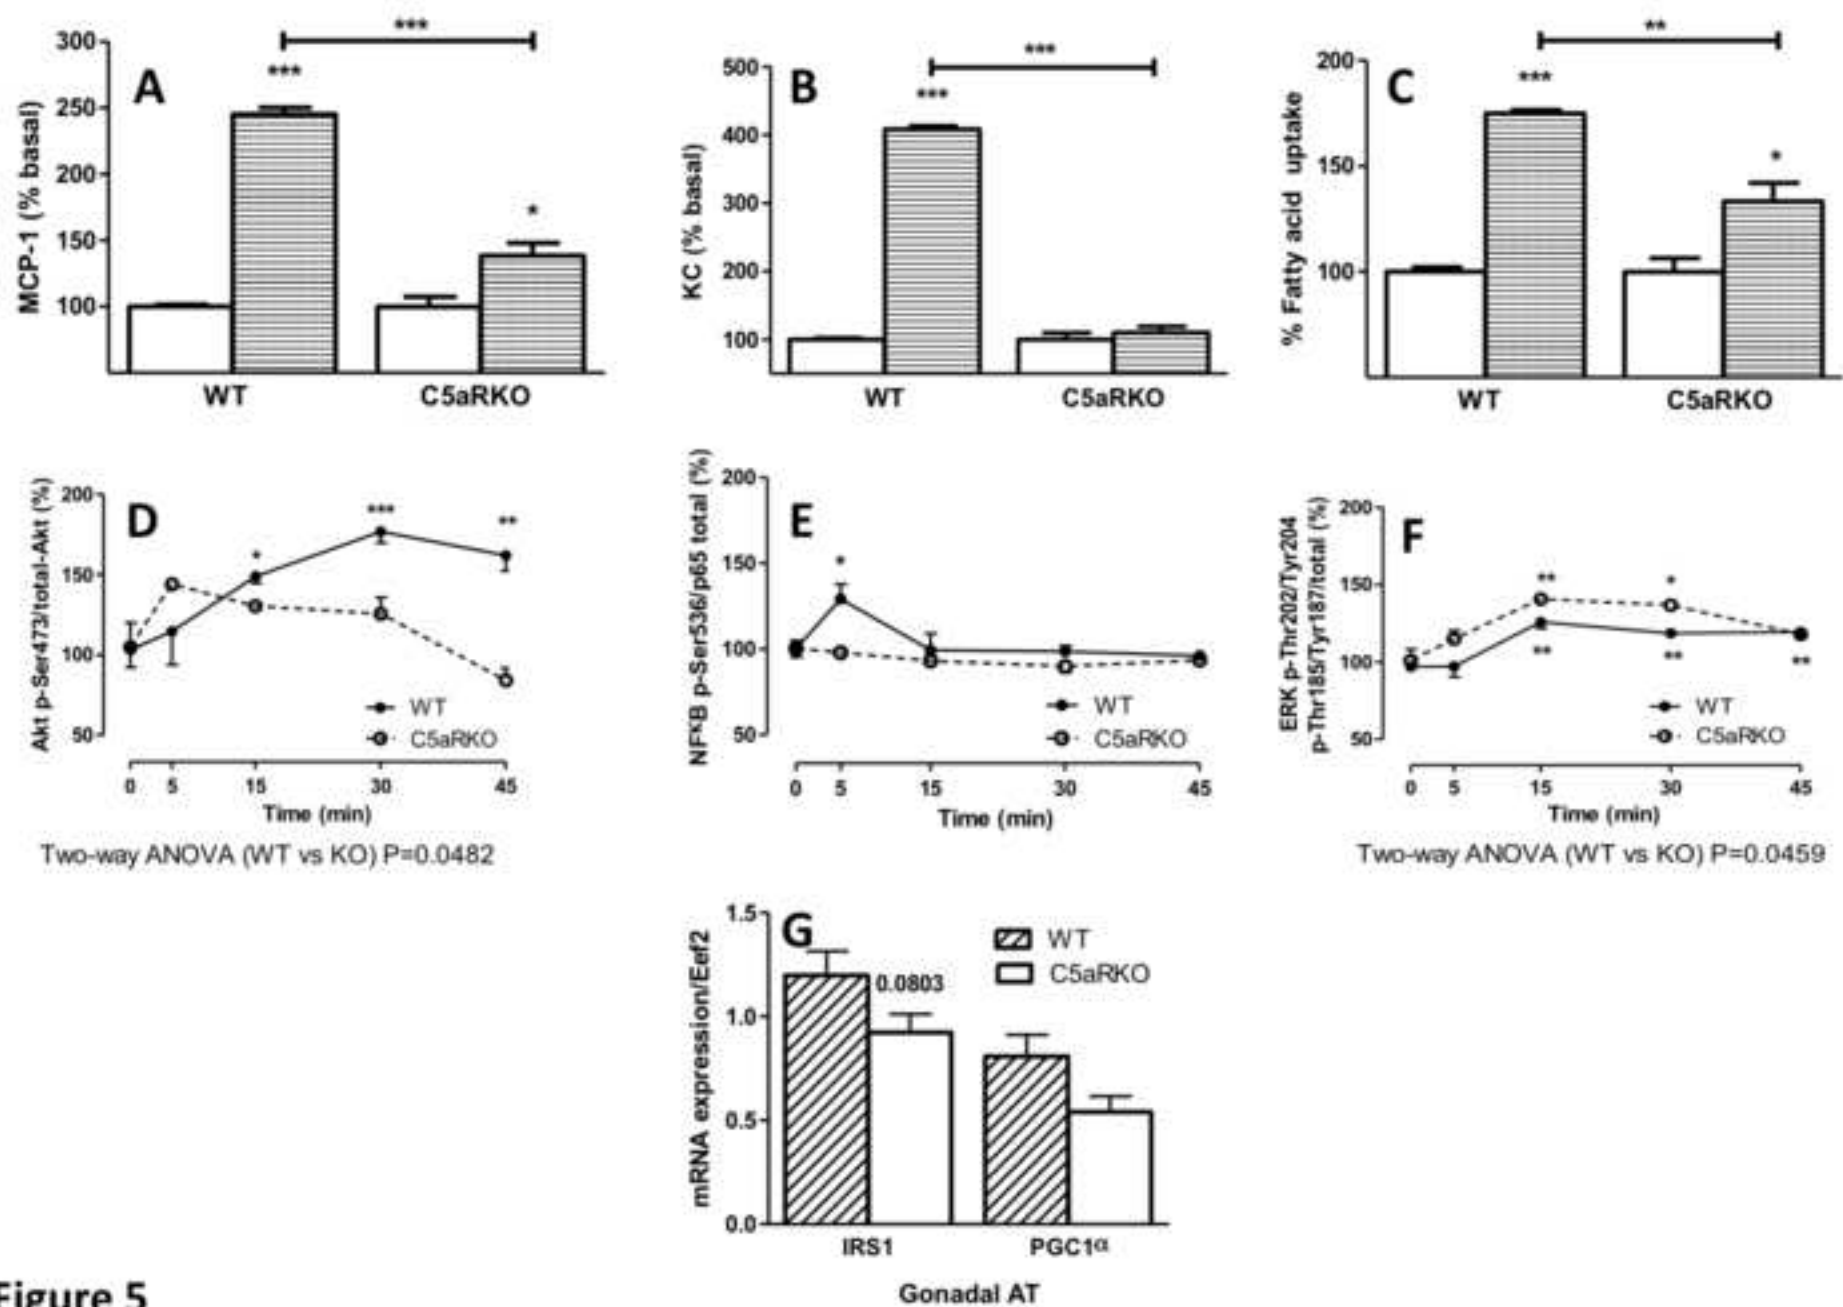 ***
300
***
A
250
200
*
150
100
MCP-1 (% basal)
WT
C5aRKO
***
500
***
B
400
300
200
100
KC (% basal)
WT
C5aRKO
**
200
***
C
*
150
100
% Fatty acid uptake
WT
C5aRKO
200
D
***
**
*
150
100
50
Akt p-Ser473/total-Akt (%)
WT
C5aRKO
0 5 15 30 45
Time (min)
Two-way ANOVA (WT vs KO) P=0.0482
200
E
*
150
100
50
NFκB p-Ser536/p65 total (%)
WT
C5aRKO
0 5 15 30 45
Time (min)
200
F
** *
150
100
** ** **
50
ERK p-Thr202/Tyr204
p-Thr185/Tyr187/total (%)
WT
C5aRKO
0 5 15 30 45
Time (min)
Two-way ANOVA (WT vs KO) P=0.0459
1.5
G
WT
C5aRKO
0.0803
1.0
0.5
0.0
mRNA expression/Eef2
IRS1 PGC1α
Gonadal AT
Figure 5